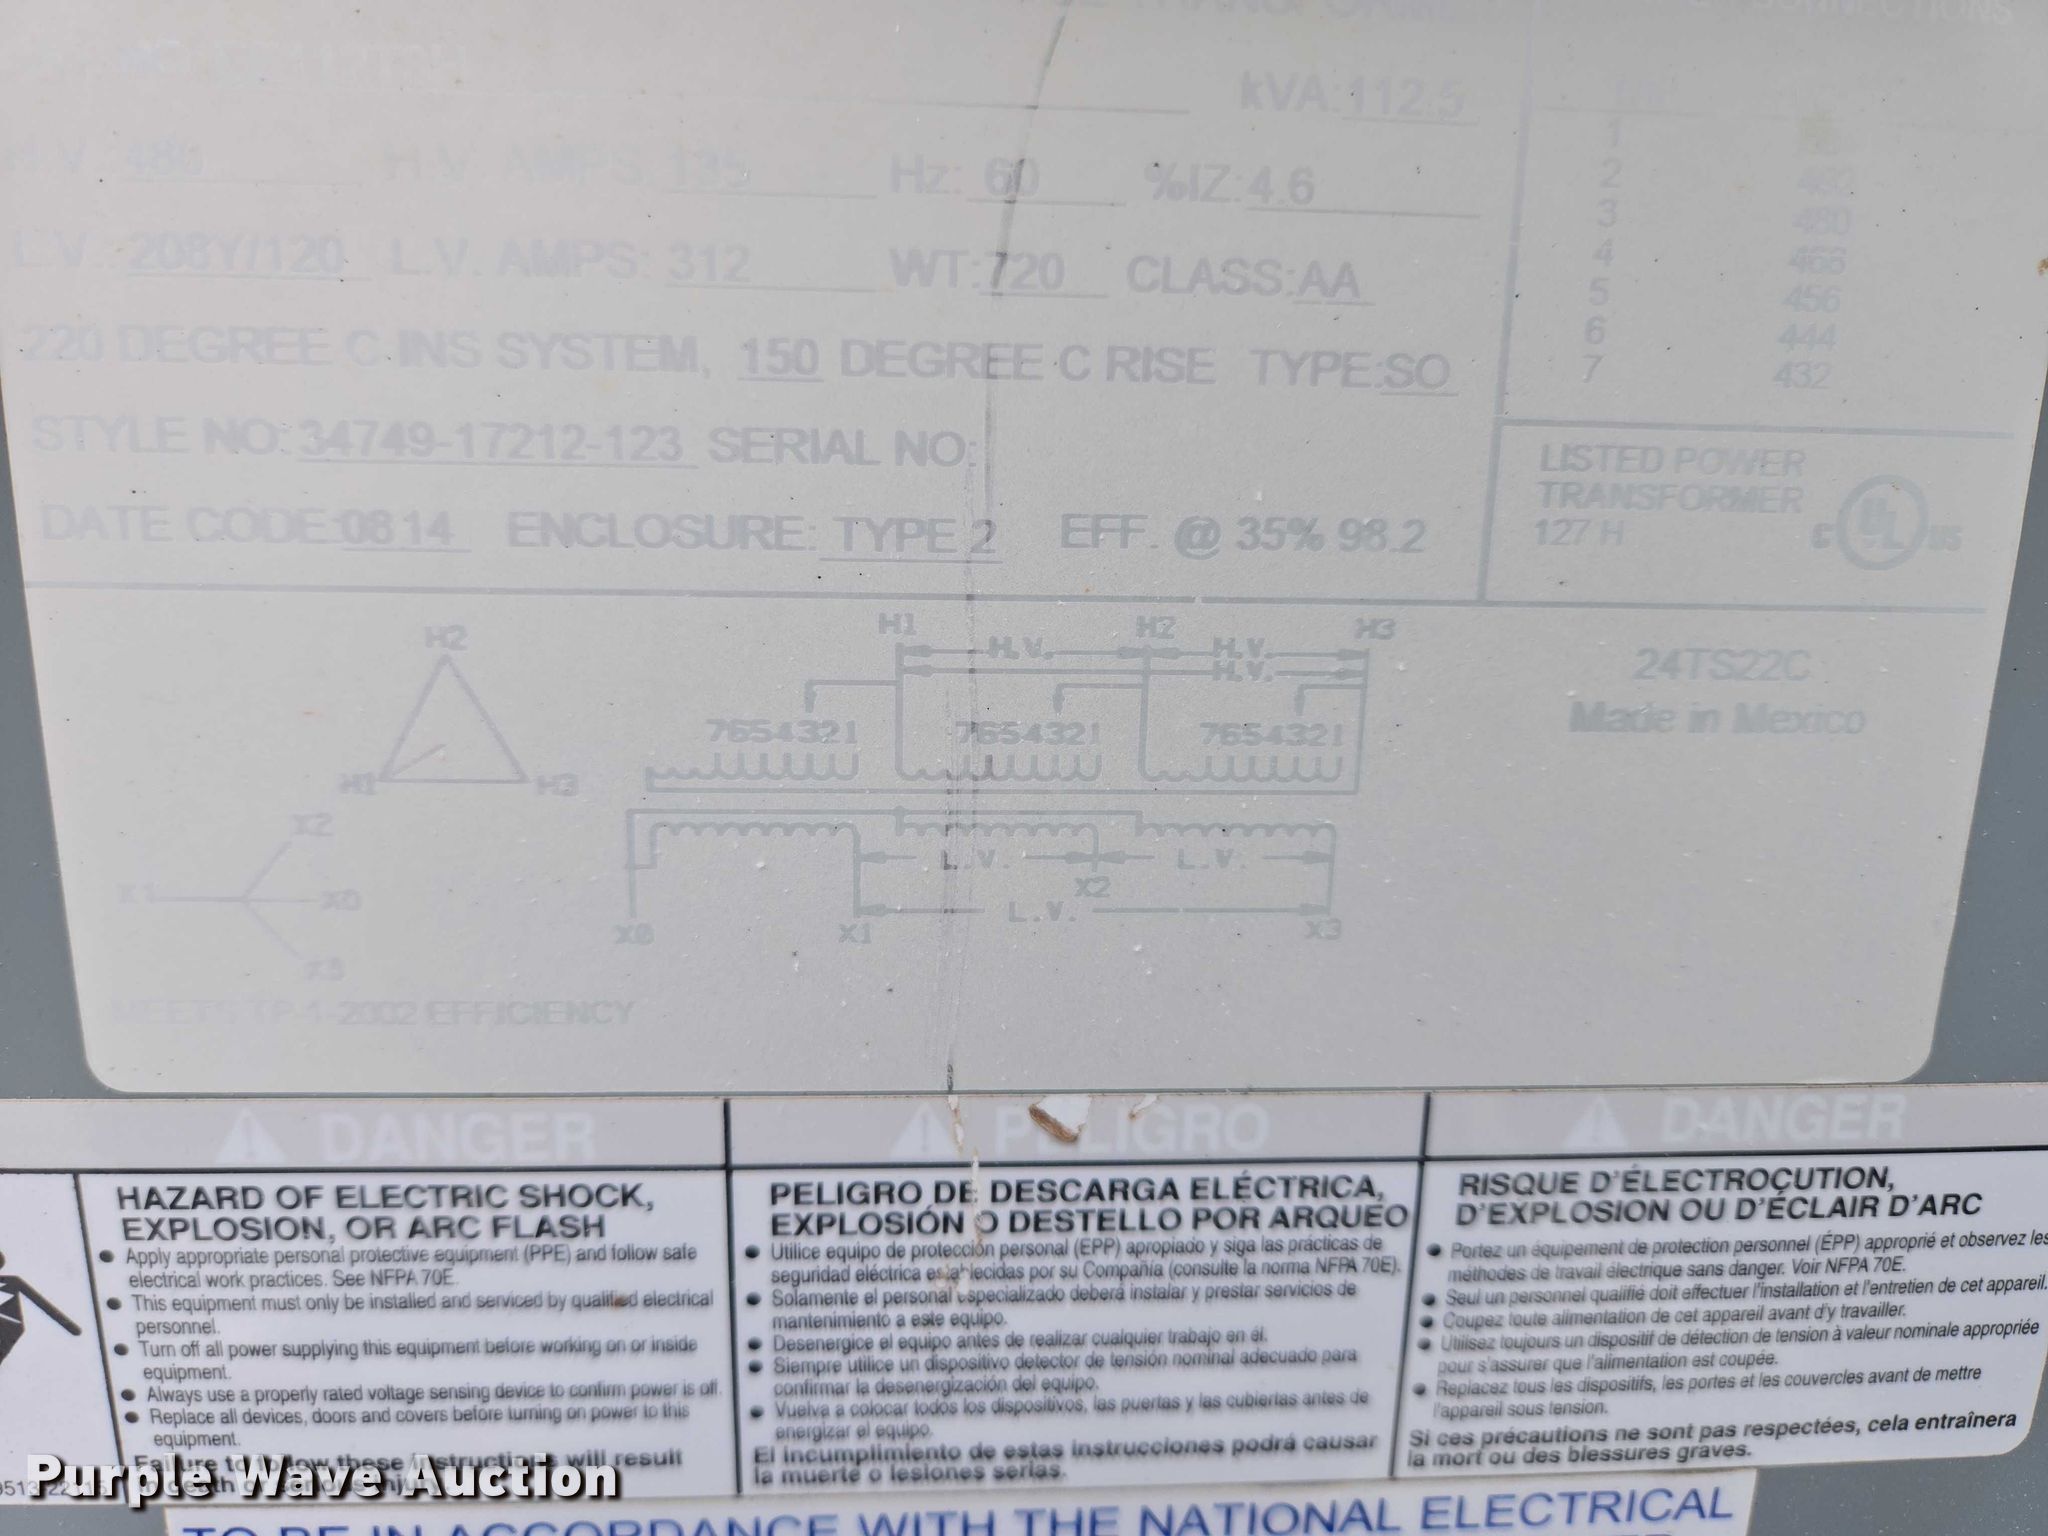 kVA: 112.5
H.V. 480 H.V. AMPS: 135 Hz: 60 %IZ: 4.6
L.V.: 208Y/120 L.V. AMPS: 312 WT: 720 CLASS: AA
220 DEGREE C INS SYSTEM, 150 DEGREE C RISE TYPE: SO
STYLE NO: 34749-17212-123 SERIAL NO:
DATE CODE: 0814 ENCLOSURE: TYPE 2 EFF. @ 35% 98.2
CONNECTIONS
1
2
3 480
4 466
5 456
6 444
7 432
LISTED POWER
TRANSFORMER
127 H
C UL US
H2
H1 H3
X2
X1 X0
X3
H1 H2 H3
H.V. H.V.
H.V.
7654321 7654321 7654321
L.V. L.V.
X2
L.V.
X0 X1 X3
24TS22C
Made in Mexico
MEETS TP-1-2002 EFFICIENCY
DANGER
HAZARD OF ELECTRIC SHOCK,
EXPLOSION, OR ARC FLASH
● Apply appropriate personal protective equipment (PPE) and follow safe
electrical work practices. See NFPA 70E.
● This equipment must only be installed and serviced by qualified electrical
personnel.
● Turn off all power supplying this equipment before working on or inside
equipment.
● Always use a properly rated voltage sensing device to confirm power is off.
● Replace all devices, doors and covers before turning on power to this
equipment.
Failure to follow these instructions will result
PELIGRO
PELIGRO DE DESCARGA ELÉCTRICA,
EXPLOSIÓN O DESTELLO POR ARQUEO
● Utilice equipo de protección personal (EPP) apropiado y siga las prácticas de
seguridad eléctrica establecidas por su Compañía (consulte la norma NFPA 70E).
● Solamente el personal especializado deberá instalar y prestar servicios de
mantenimiento a este equipo.
● Desenergice el equipo antes de realizar cualquier trabajo en él.
● Siempre utilice un dispositivo detector de tensión nominal adecuado para
confirmar la desenergización del equipo.
● Vuelva a colocar todos los dispositivos, las puertas y las cubiertas antes de
energizar el equipo.
El incumplimiento de estas instrucciones podrá causar
la muerte o lesiones serias.
DANGER
RISQUE D'ÉLECTROCUTION,
D'EXPLOSION OU D'ÉCLAIR D'ARC
● Portez un équipement de protection personnel (ÉPP) approprié et observez les
méthodes de travail électrique sans danger. Voir NFPA 70E.
● Seul un personnel qualifié doit effectuer l'installation et l'entretien de cet appareil.
● Coupez toute alimentation de cet appareil avant d'y travailler.
● Utilisez toujours un dispositif de détection de tension à valeur nominale appropriée
pour s'assurer que l'alimentation est coupée.
● Replacez tous les dispositifs, les portes et les couvercles avant de mettre
l'appareil sous tension.
Si ces précautions ne sont pas respectées, cela entraînera
la mort ou des blessures graves.
Purple Wave Auction
TO BE IN ACCORDANCE WITH THE NATIONAL ELECTRICAL